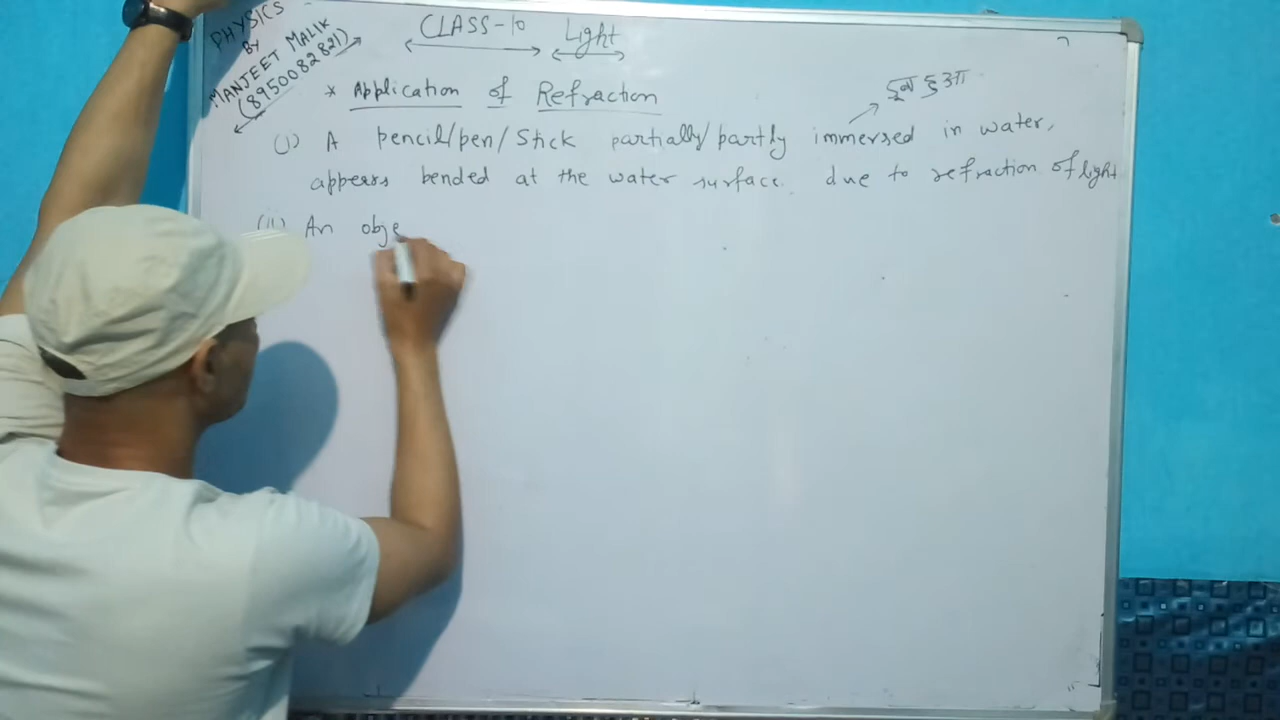 PHYSICS
By
MANJEET MALIK
(8950082821)
CLASS-10 Light
* Application of Refraction
डूबा हुआ
(i) A pencil/pen/Stick partially/partly immersed in water,
appears bended at the water surface. due to refraction of light
(ii) An obje